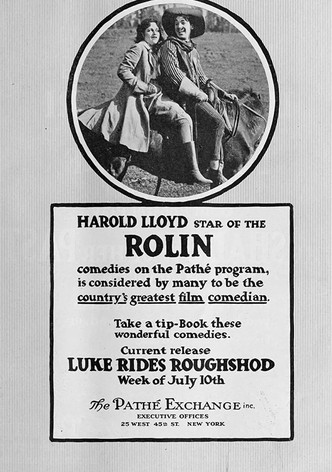 HAROLD LLOYD STAR OF THE
ROLIN
comedies on the Pathé program,
is considered by many to be the
country's greatest film comedian.
Take a tip-Book these
wonderful comedies.
Current release
LUKE RIDES ROUGHSHOD
Week of July 10th
The PATHÉ EXCHANGE inc.
EXECUTIVE OFFICES
25 WEST 45th ST. NEW YORK